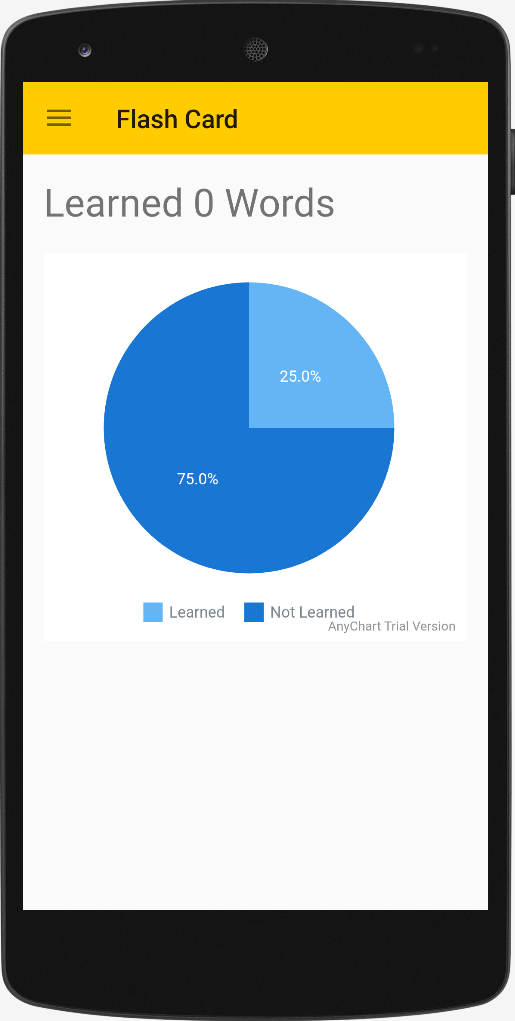 Flash Card
Learned 0 Words
25.0%
75.0%
Learned
Not Learned
AnyChart Trial Version